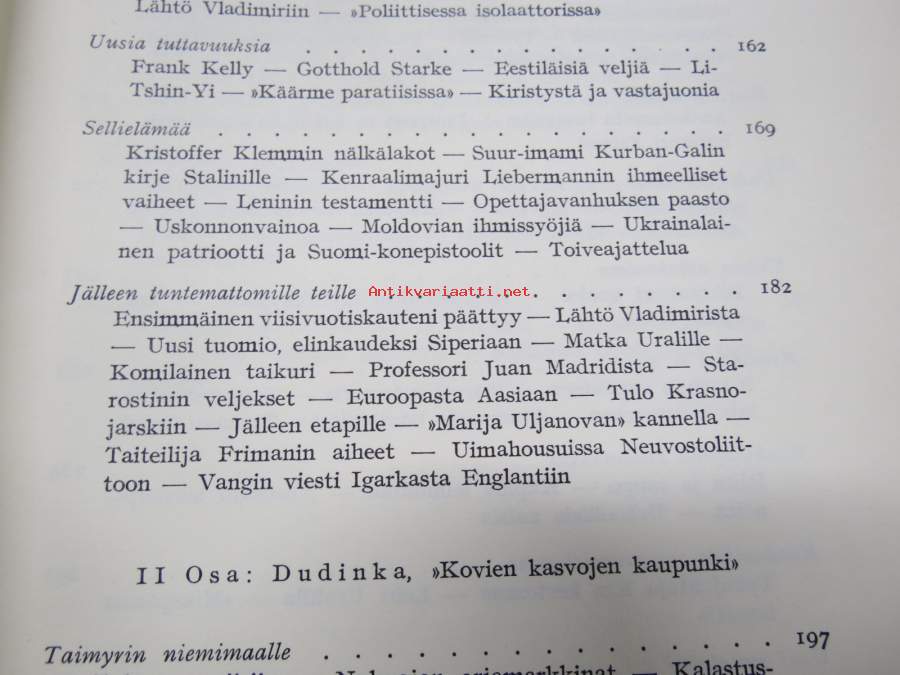 Lähtö Vladimiriin — »Poliittisessa isolaattorissa»
Uusia tuttavuuksia . . . . . . . . . . . . . . . 162
Frank Kelly — Gotthold Starke — Eestiläisiä veljiä — Li-
Tshin-Yi — »Käärme paratiisissa» — Kiristystä ja vastajuonia
Sellielämää . . . . . . . . . . . . . . . . . . . 169
Kristoffer Klemmin nälkälakot — Suur-imami Kurban-Galin
kirje Stalinille — Kenraalimajuri Liebermannin ihmeelliset
vaiheet — Leninin testamentti — Opettajavanhuksen paasto
— Uskonnonvainoa — Moldovian ihmissyöjiä — Ukrainalai-
nen patriootti ja Suomi-konepistoolit — Toiveajattelua
Jälleen tuntemattomille teille . . . . . . . . . . . . . 182
Antikvariaatti.net
Ensimmäinen viisivuotiskauteni päättyy — Lähtö Vladimirista
— Uusi tuomio, elinkaudeksi Siperiaan — Matka Uralille —
Komilainen taikuri — Professori Juan Madridista — Sta-
rostinin veljekset — Euroopasta Aasiaan — Tulo Krasno-
jarskiin — Jälleen etapille — »Marija Uljanovan» kannella —
Taiteilija Frimanin aiheet — Uimahousuissa Neuvostoliit-
toon — Vangin viesti Igarkasta Englantiin
II Osa: Dudinka, »Kovien kasvojen kaupunki»
Taimyrin niemimaalle . . . . . . . . . . . . . . . . 197
— Kalastus-